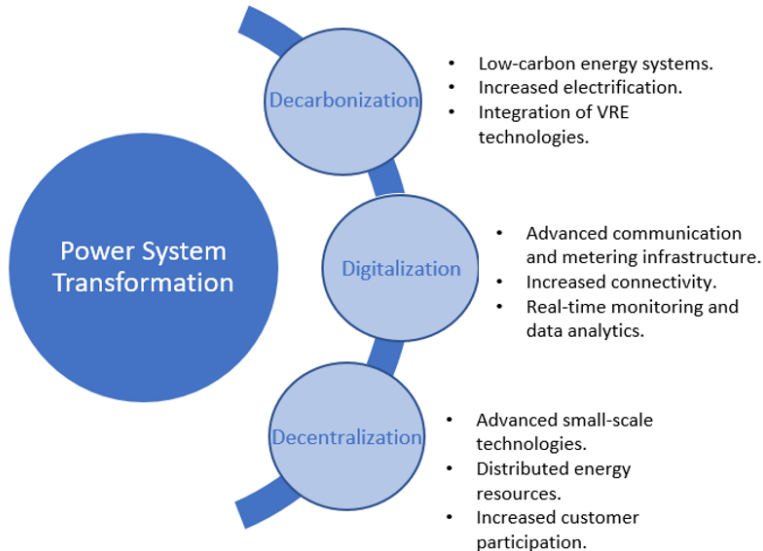 Power System
Transformation
Decarbonization
• Low-carbon energy systems.
• Increased electrification.
• Integration of VRE
technologies.
Digitalization
• Advanced communication
and metering infrastructure.
• Increased connectivity.
• Real-time monitoring and
data analytics.
Decentralization
• Advanced small-scale
technologies.
• Distributed energy
resources.
• Increased customer
participation.